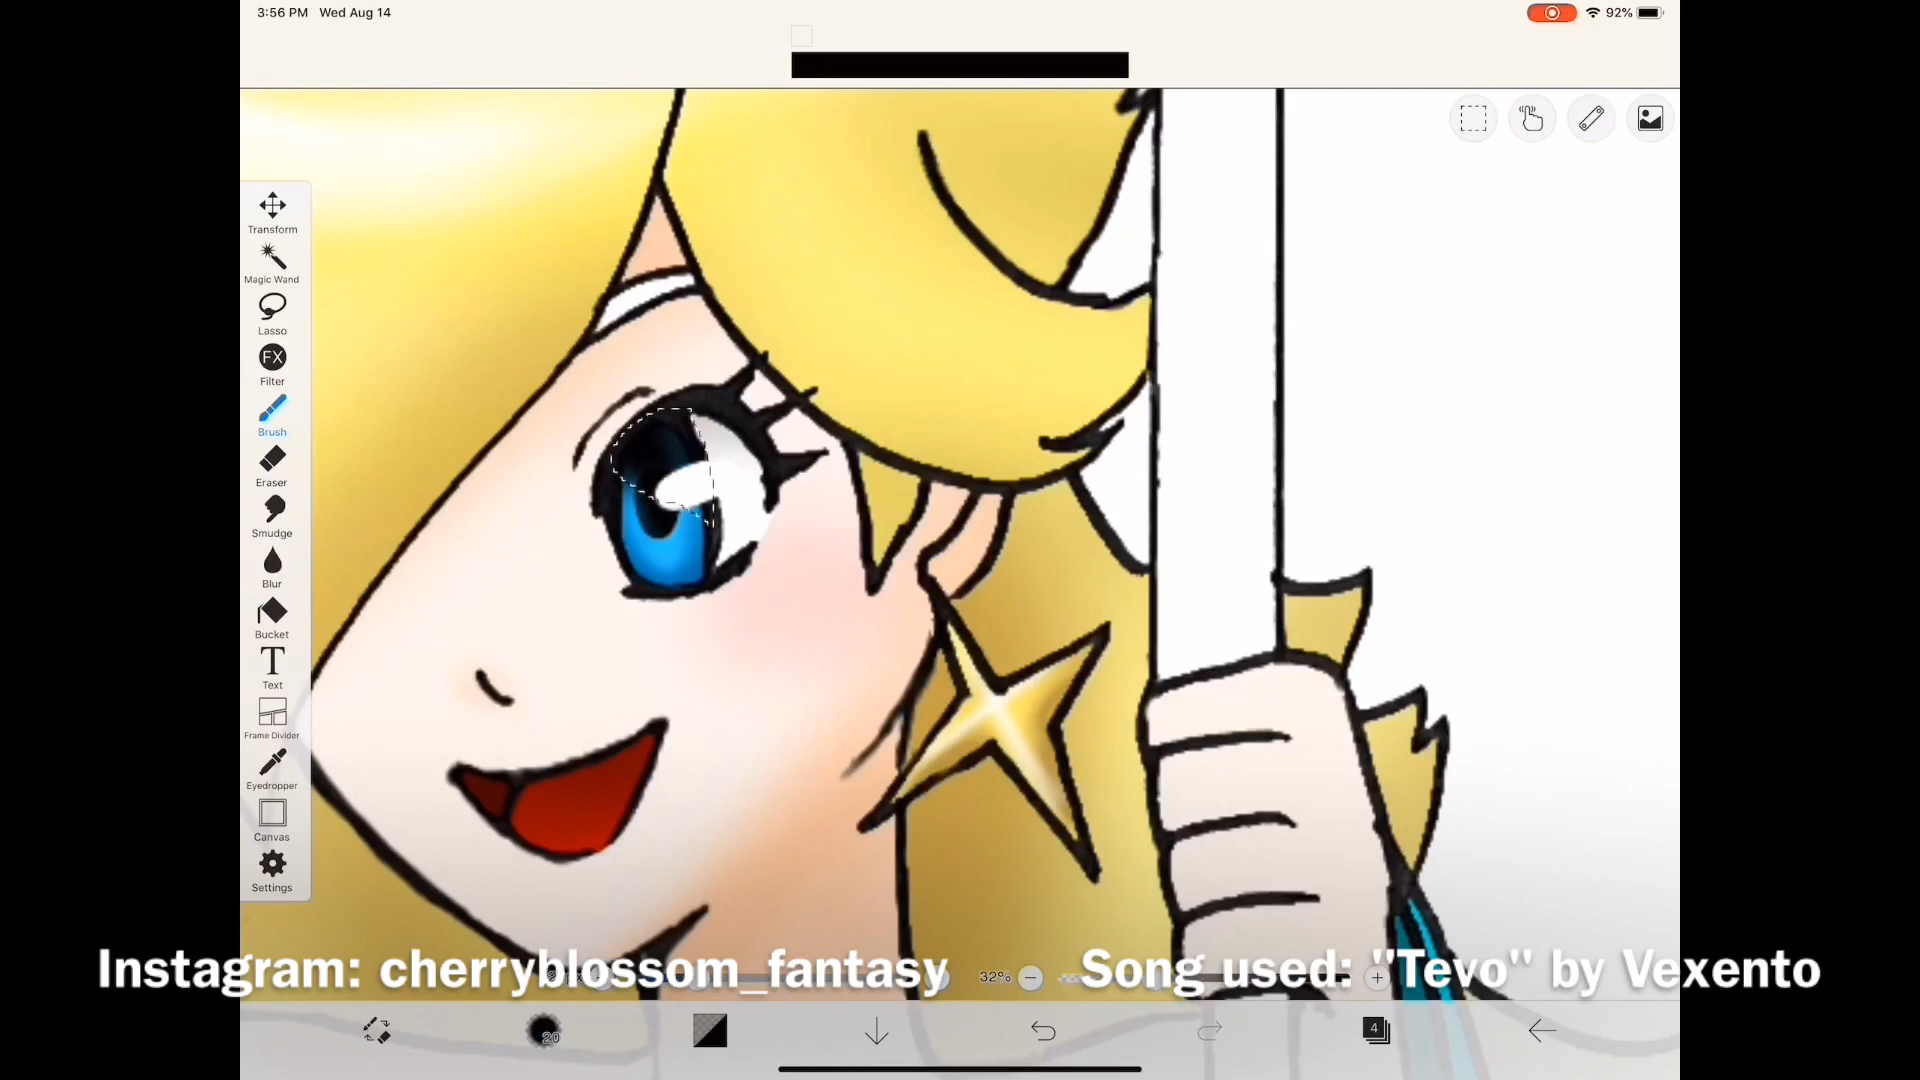 3:56 PM Wed Aug 14
92%
Transform
Magic Wand
Lasso
FX
Filter
Brush
Eraser
Smudge
Blur
Bucket
T
Text
Frame Divider
Eyedropper
Canvas
Settings
Instagram: cherryblossom_fantasy
32%
Song used: "Tevo" by Vexento
20
4